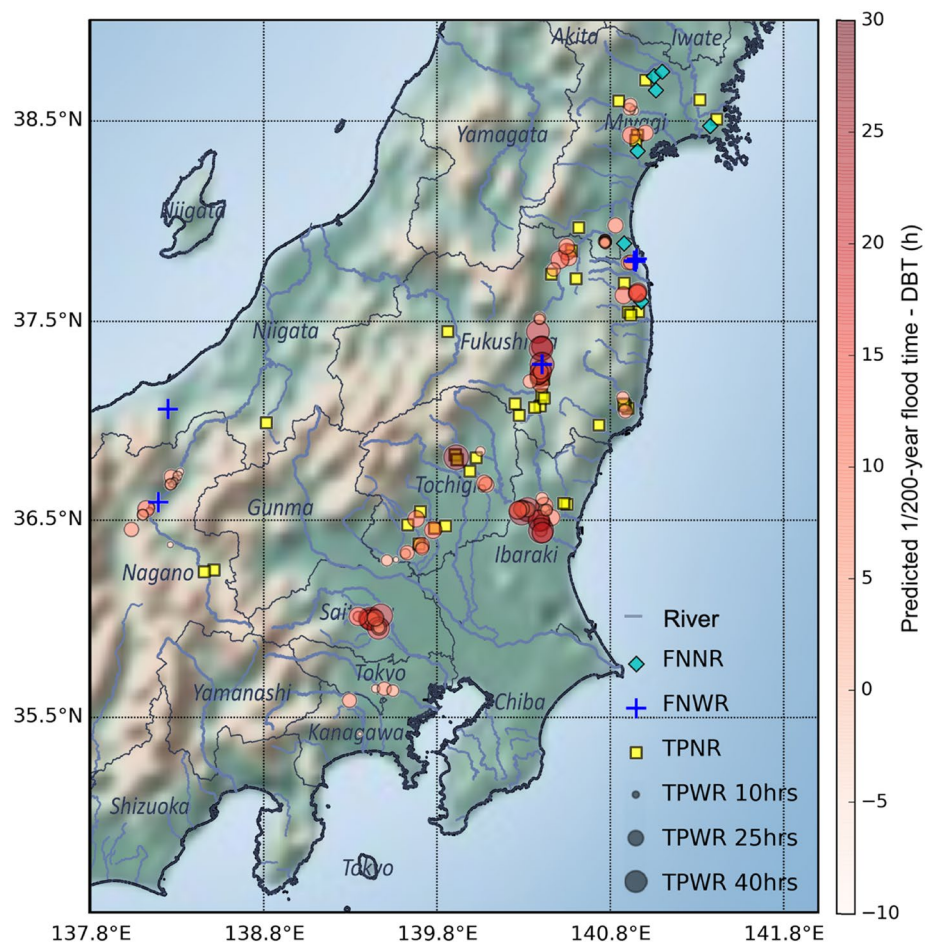 Akita
Iwate
38.5°N
Miyagi
Yamagata
Niigata
37.5°N
Niigata
Fukushima
Tochigi
36.5°N
Gunma
Ibaraki
Nagano
Sai
Tokyo
Yamanashi
35.5°N
Chiba
Kanagawa
Shizuoka
Tokyo
River
FNNR
FNWR
TPNR
TPWR 10hrs
TPWR 25hrs
TPWR 40hrs
137.8°E
138.8°E
139.8°E
140.8°E
141.8°E
30
25
20
15
10
5
0
−5
−10
Predicted 1/200-year flood time - DBT (h)